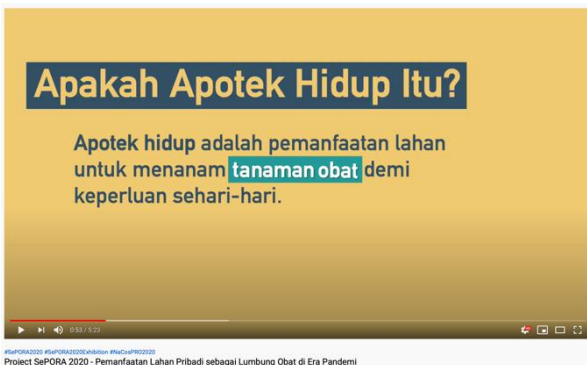 Apakah Apotek Hidup Itu?
Apotek hidup adalah pemanfaatan lahan
untuk menanam tanaman obat demi
keperluan sehari-hari.
0:53 / 5:23
#SePORA2020 #SePORA2020Exhibition #NaCosPRO2020
Project SePORA 2020 - Pemanfaatan Lahan Pribadi sebagai Lumbung Obat di Era Pandemi